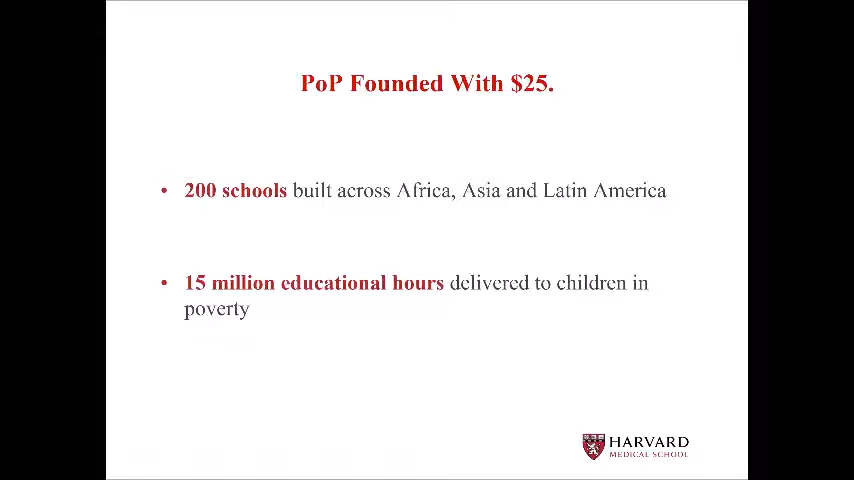 PoP Founded With $25.
• 200 schools built across Africa, Asia and Latin America
• 15 million educational hours delivered to children in
poverty
HARVARD
MEDICAL SCHOOL